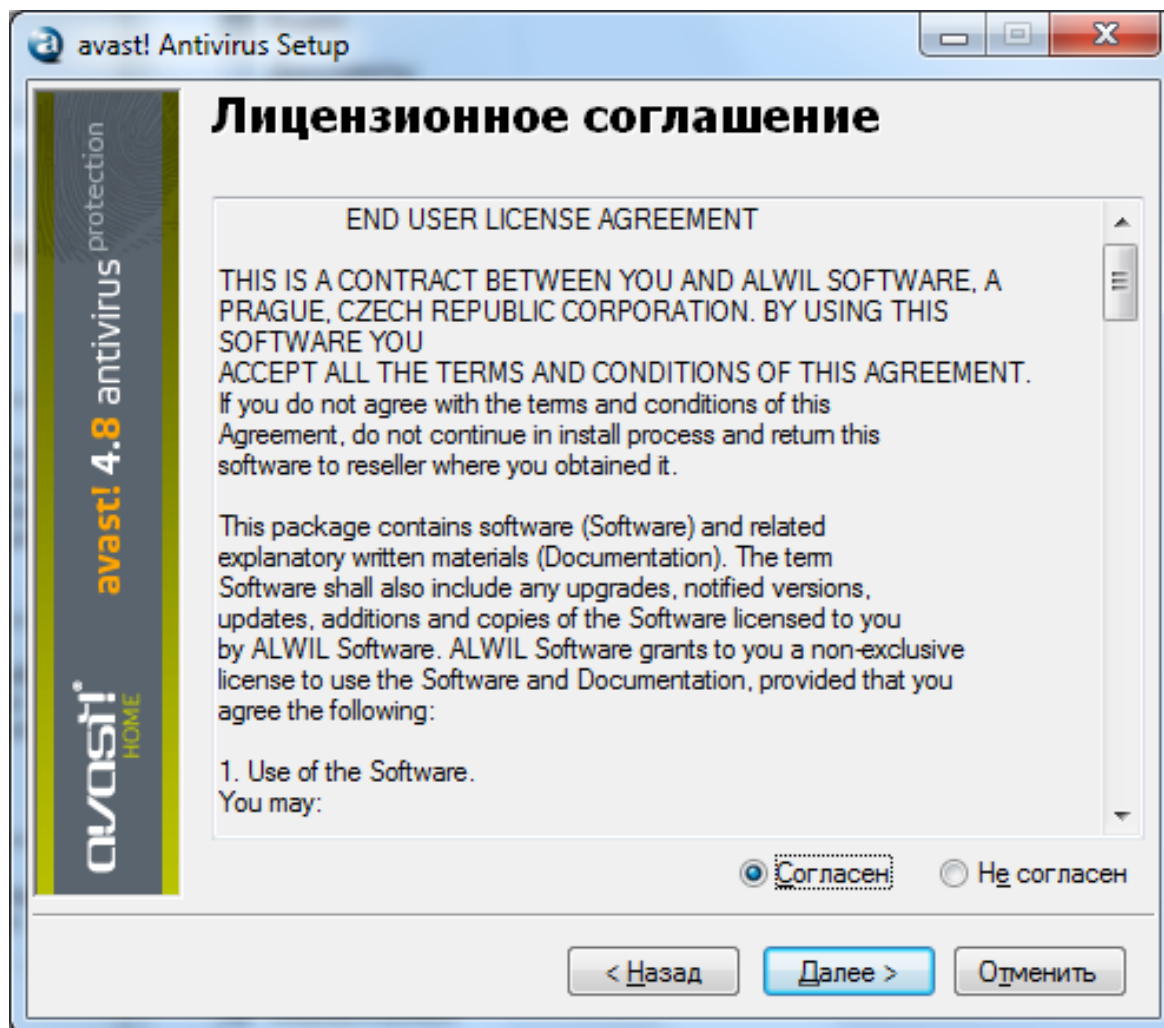 avast! Antivirus Setup
Лицензионное соглашение
avast! 4.8 antivirus protection
avast!
HOME
END USER LICENSE AGREEMENT
THIS IS A CONTRACT BETWEEN YOU AND ALWIL SOFTWARE, A
PRAGUE, CZECH REPUBLIC CORPORATION. BY USING THIS
SOFTWARE YOU
ACCEPT ALL THE TERMS AND CONDITIONS OF THIS AGREEMENT.
If you do not agree with the terms and conditions of this
Agreement, do not continue in install process and return this
software to reseller where you obtained it.
This package contains software (Software) and related
explanatory written materials (Documentation). The term
Software shall also include any upgrades, notified versions,
updates, additions and copies of the Software licensed to you
by ALWIL Software. ALWIL Software grants to you a non-exclusive
license to use the Software and Documentation, provided that you
agree the following:
1. Use of the Software.
You may:
Согласен
Не согласен
< Назад
Далее >
Отменить